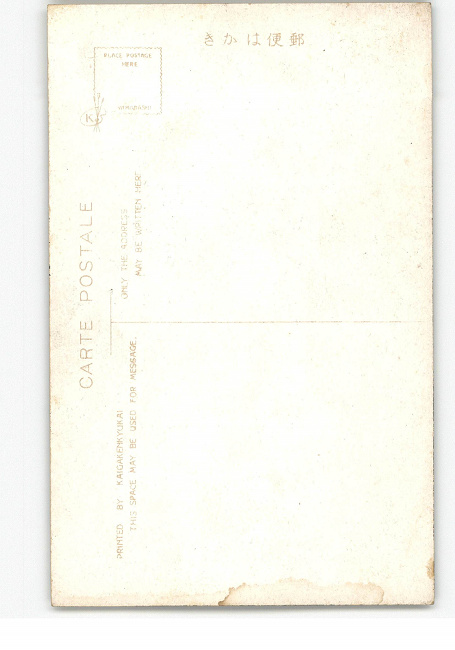 きかは便郵
PLACE POSTAGE
HERE
K
CARTE POSTALE
ONLY THE ADDRESS
MAY BE WRITTEN HERE
PRINTED BY KAIGAKENKYUKAI
THIS SPACE MAY BE USED FOR MESSAGE.